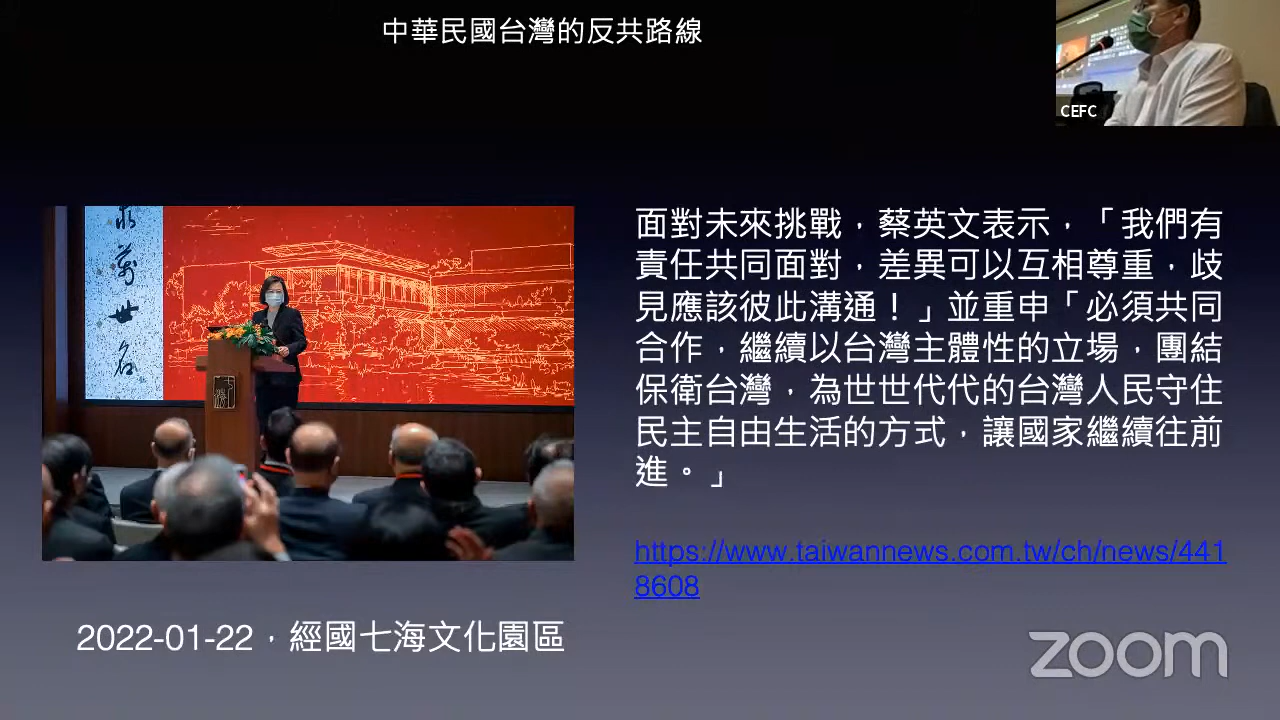 中華民國台灣的反共路線
CEFC
萬世名
面對未來挑戰，蔡英文表示，「我們有
責任共同面對，差異可以互相尊重，歧
見應該彼此溝通！」並重申「必須共同
合作，繼續以台灣主體性的立場，團結
保衛台灣，為世世代代的台灣人民守住
民主自由生活的方式，讓國家繼續往前
進。」
https://www.taiwannews.com.tw/ch/news/441
8608
2022-01-22，經國七海文化園區
zoom